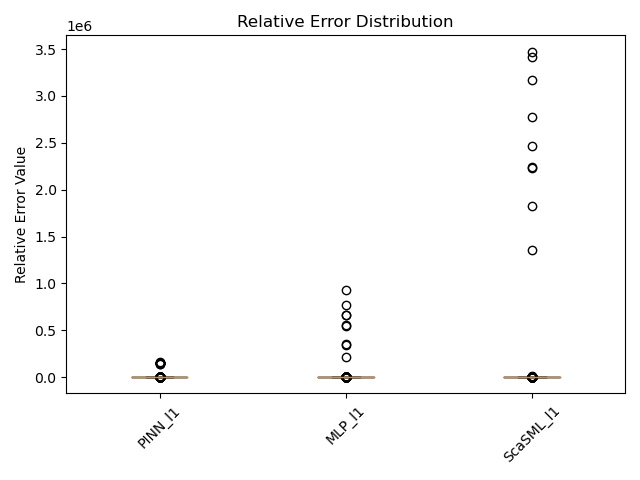 Relative Error Distribution
1e6
Relative Error Value
3.5
3.0
2.5
2.0
1.5
1.0
0.5
0.0
PINN_l1
MLP_l1
ScaSML_l1